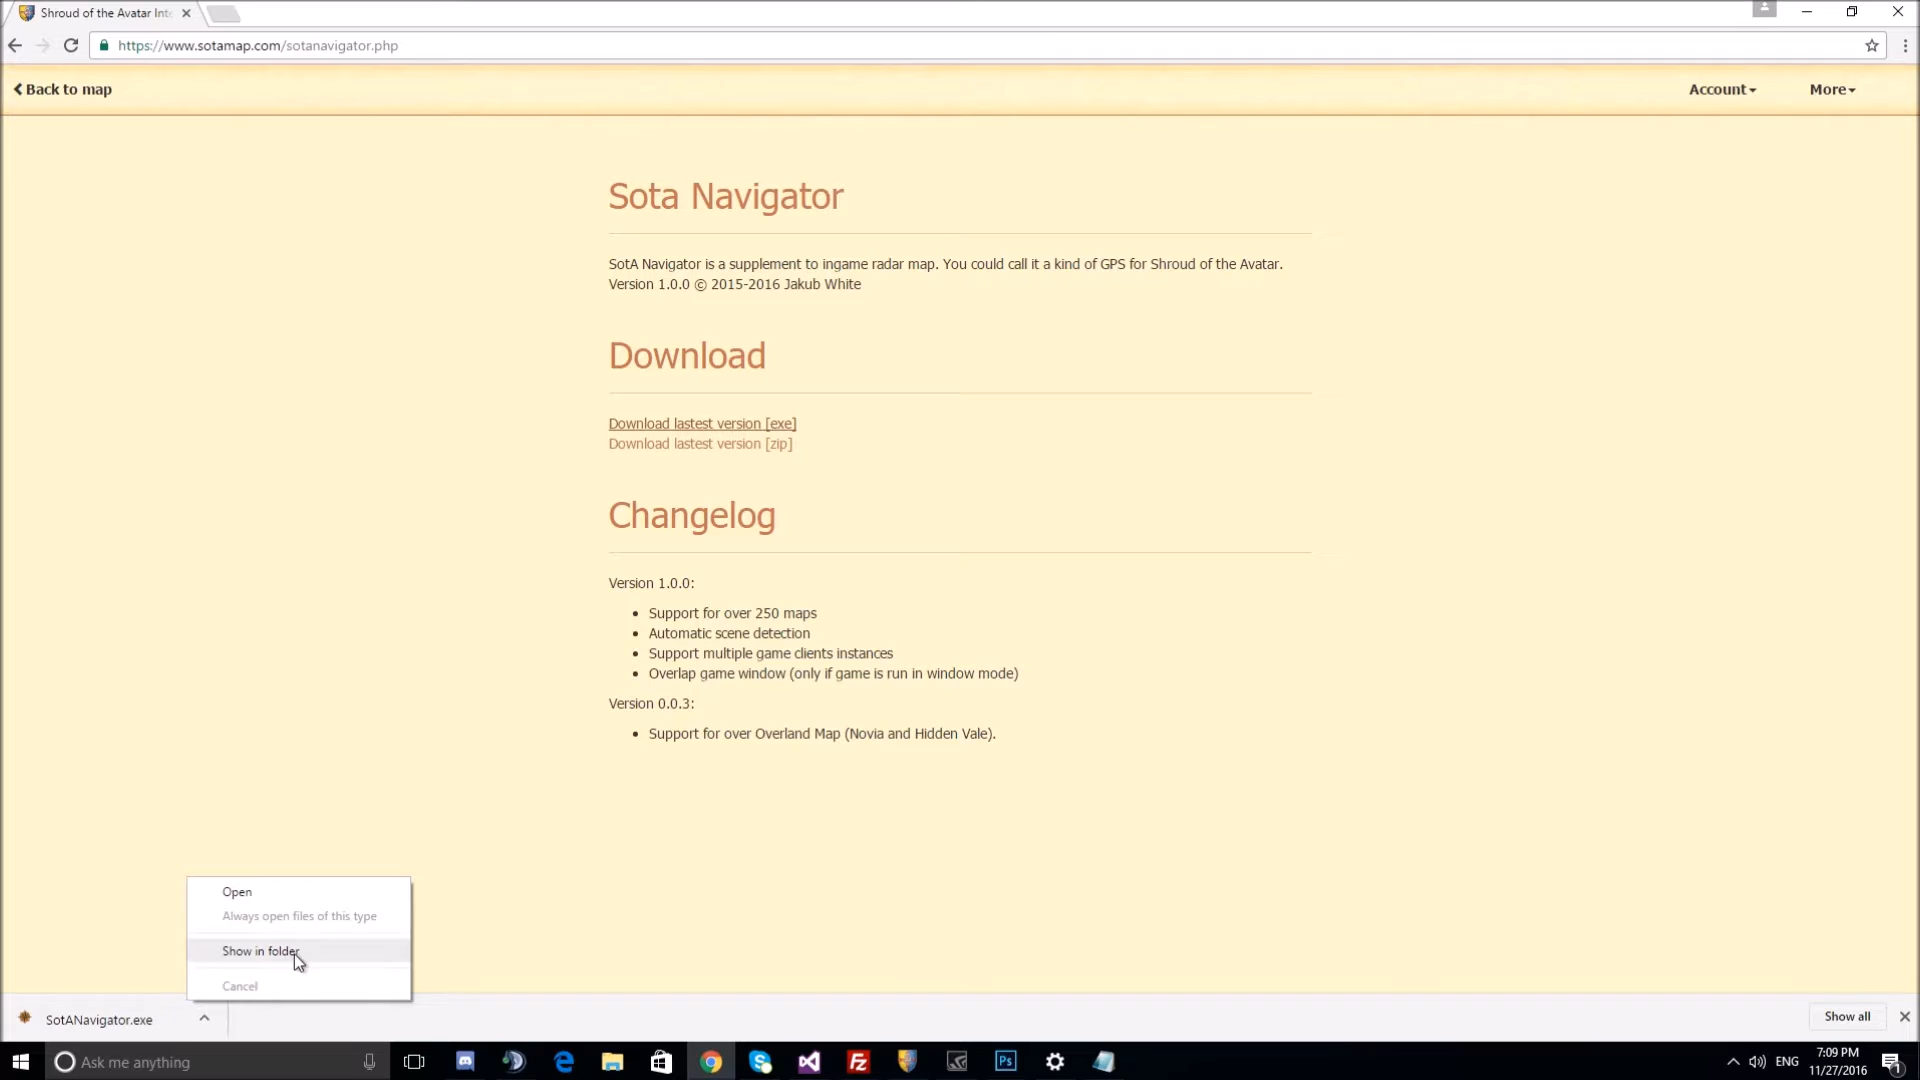 Shroud of the Avatar Inte
https://www.sotamap.com/sotanavigator.php
Back to map
Account
More
Sota Navigator
SotA Navigator is a supplement to ingame radar map. You could call it a kind of GPS for Shroud of the Avatar.
Version 1.0.0 © 2015-2016 Jakub White
Download
Download lastest version [exe]
Download lastest version [zip]
Changelog
Version 1.0.0:
Support for over 250 maps
Automatic scene detection
Support multiple game clients instances
Overlap game window (only if game is run in window mode)
Version 0.0.3:
Support for over Overland Map (Novia and Hidden Vale).
Open
Always open files of this type
Show in folder
Cancel
SotANavigator.exe
Show all
Ask me anything
Fz
Ps
ENG
7:09 PM
11/27/2016
1